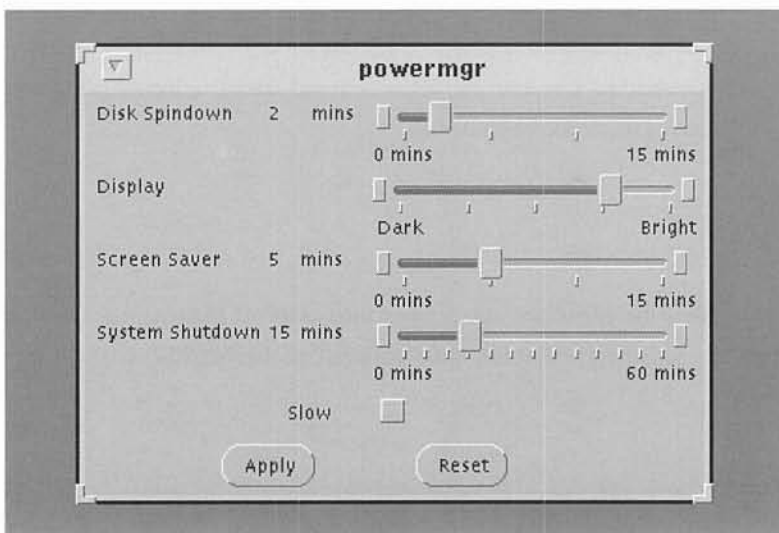 powermgr
Disk Spindown 2 mins
0 mins 15 mins
Display
Dark Bright
Screen Saver 5 mins
0 mins 15 mins
System Shutdown 15 mins
0 mins 60 mins
Slow
Apply Reset